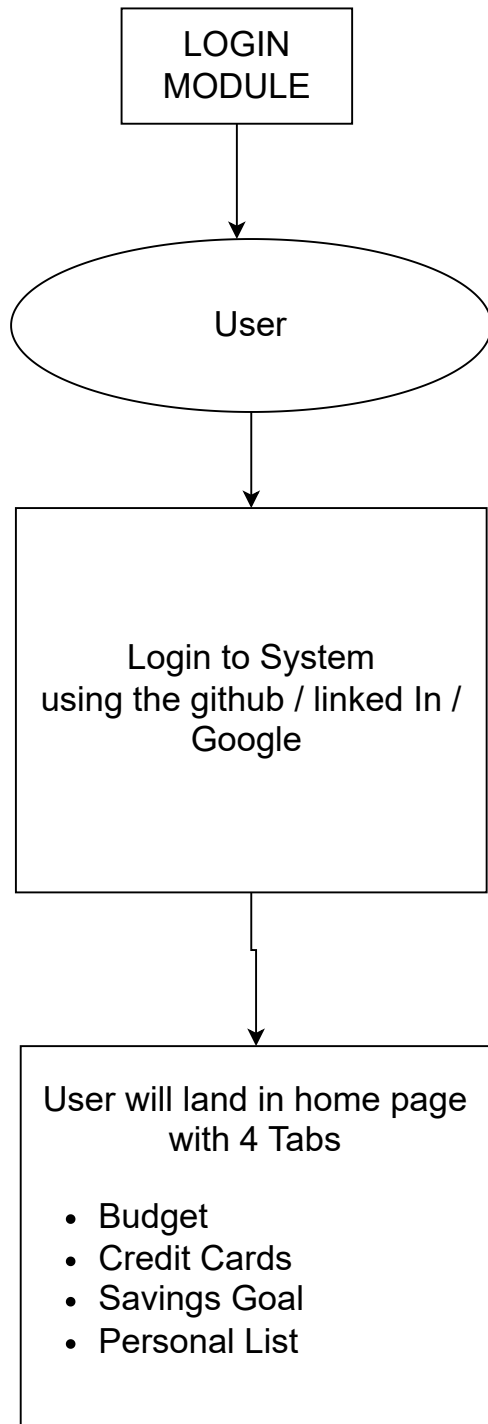 LOGIN
MODULE
User
Login to System
using the github / linked In /
Google
User will land in home page
with 4 Tabs
• Budget
• Credit Cards
• Savings Goal
• Personal List